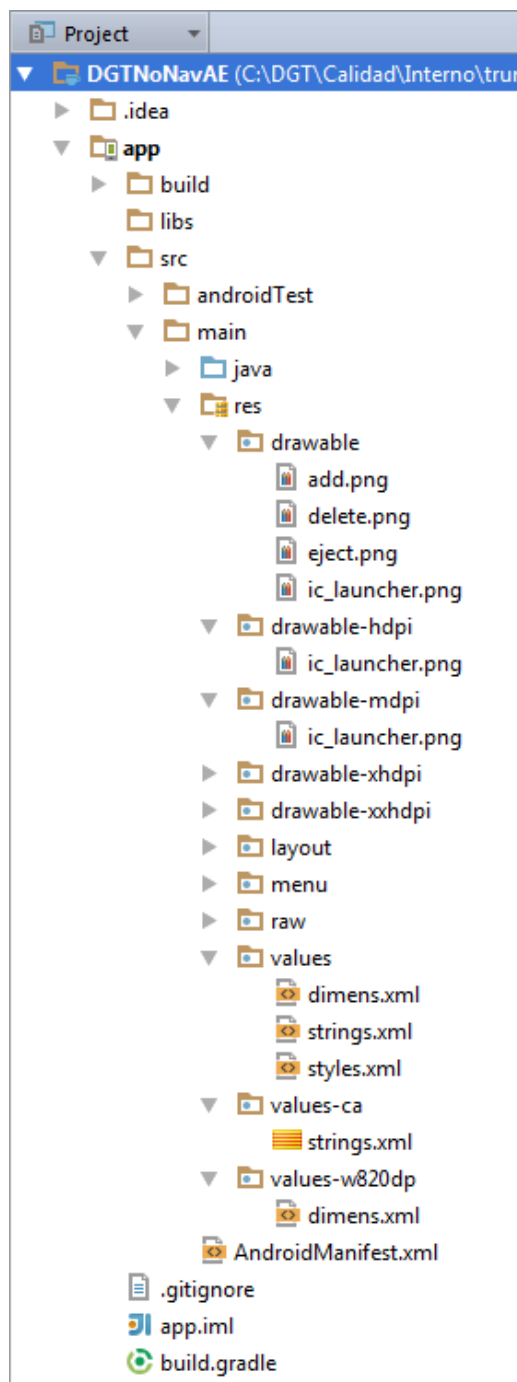 Project
DGTNoNavAE (C:\DGT\Calidad\Interno\trun
.idea
app
build
libs
src
androidTest
main
java
res
drawable
add.png
delete.png
eject.png
ic_launcher.png
drawable-hdpi
ic_launcher.png
drawable-mdpi
ic_launcher.png
drawable-xhdpi
drawable-xxhdpi
layout
menu
raw
values
dimens.xml
strings.xml
styles.xml
values-ca
strings.xml
values-w820dp
dimens.xml
AndroidManifest.xml
.gitignore
app.iml
build.gradle